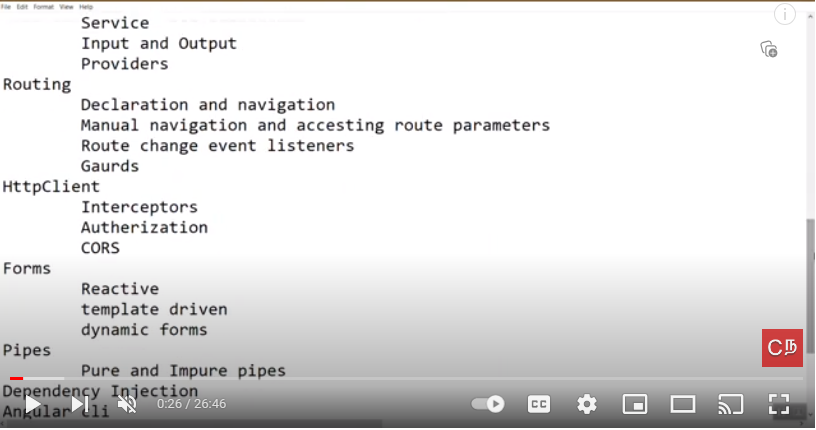 File Edit Format View Help
Service
Input and Output
Providers
Routing
Declaration and navigation
Manual navigation and accesting route parameters
Route change event listeners
Gaurds
HttpClient
Interceptors
Autherization
CORS
Forms
Reactive
template driven
dynamic forms
Pipes
Pure and Impure pipes
Dependency Injection
Angular cli
0:26 / 26:46
CC